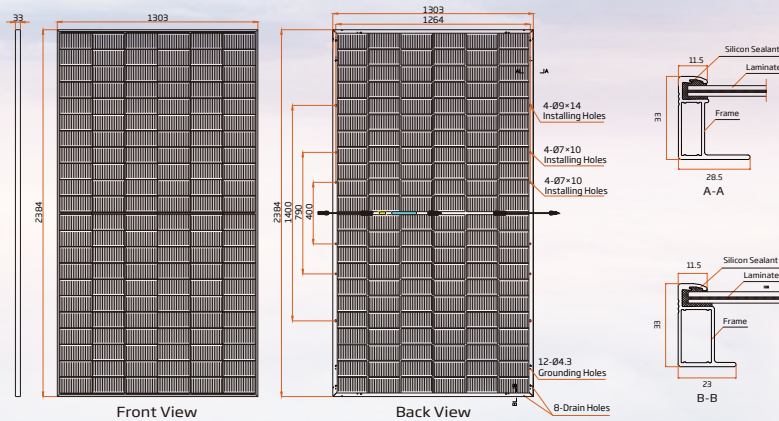 33
1303
2384
Front View
1303
1264
2384
1400
790
400
4-Ø9×14
Installing Holes
4-Ø7×10
Installing Holes
4-Ø7×10
Installing Holes
12-Ø4.3
Grounding Holes
8-Drain Holes
Back View
Silicon Sealant
11.5
Laminate
Frame
33
28.5
A-A
Silicon Sealant
11.5
Laminate
Frame
33
23
B-B